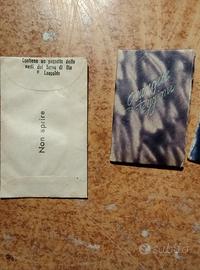 Contiene un pezzetto delle
vesti del Servo di Dio
P. Leopoldo
Non aprire
subito